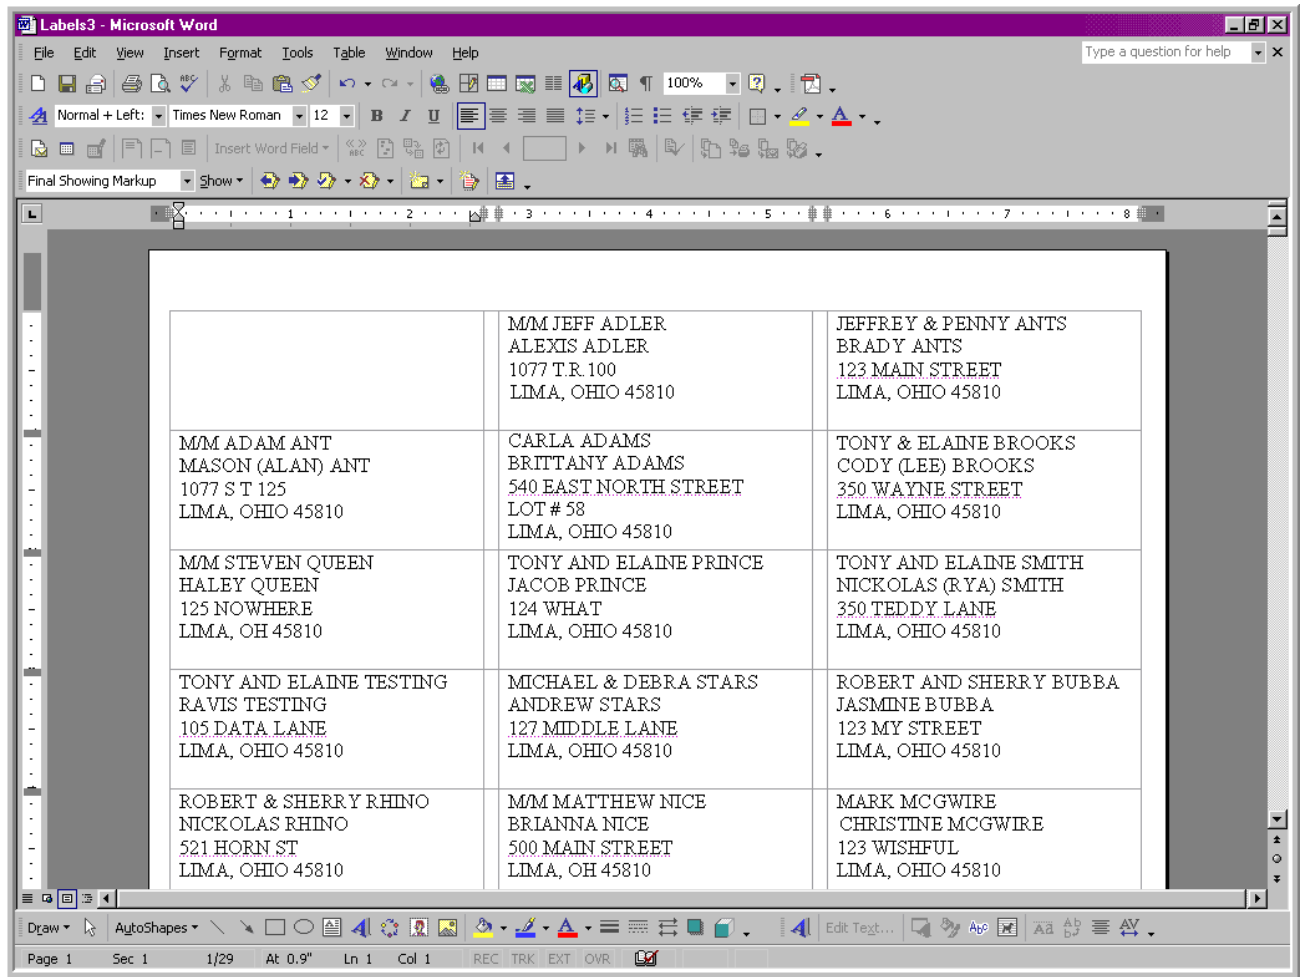 Labels3 - Microsoft Word
File Edit View Insert Format Tools Table Window Help
Type a question for help
100%
Normal + Left: Times New Roman 12 B I U
Insert Word Field
Final Showing Markup Show
1 2 3 4 5 6 7 8
M/M JEFF ADLER
ALEXIS ADLER
1077 T.R. 100
LIMA, OHIO 45810
JEFFREY & PENNY ANTS
BRADY ANTS
123 MAIN STREET
LIMA, OHIO 45810
M/M ADAM ANT
MASON (ALAN) ANT
1077 S T 125
LIMA, OHIO 45810
CARLA ADAMS
BRITTANY ADAMS
540 EAST NORTH STREET
LOT # 58
LIMA, OHIO 45810
TONY & ELAINE BROOKS
CODY (LEE) BROOKS
350 WAYNE STREET
LIMA, OHIO 45810
M/M STEVEN QUEEN
HALEY QUEEN
125 NOWHERE
LIMA, OH 45810
TONY AND ELAINE PRINCE
JACOB PRINCE
124 WHAT
LIMA, OHIO 45810
TONY AND ELAINE SMITH
NICKOLAS (RYA) SMITH
350 TEDDY LANE
LIMA, OHIO 45810
TONY AND ELAINE TESTING
RAVIS TESTING
105 DATA LANE
LIMA, OHIO 45810
MICHAEL & DEBRA STARS
ANDREW STARS
127 MIDDLE LANE
LIMA, OHIO 45810
ROBERT AND SHERRY BUBBA
JASMINE BUBBA
123 MY STREET
LIMA, OHIO 45810
ROBERT & SHERRY RHINO
NICKOLAS RHINO
521 HORN ST
LIMA, OHIO 45810
M/M MATTHEW NICE
BRIANNA NICE
500 MAIN STREET
LIMA, OH 45810
MARK MCGWIRE
CHRISTINE MCGWIRE
123 WISHFUL
LIMA, OHIO 45810
Draw AutoShapes Edit Text...
Page 1 Sec 1 1/29 At 0.9" Ln 1 Col 1 REC TRK EXT OVR